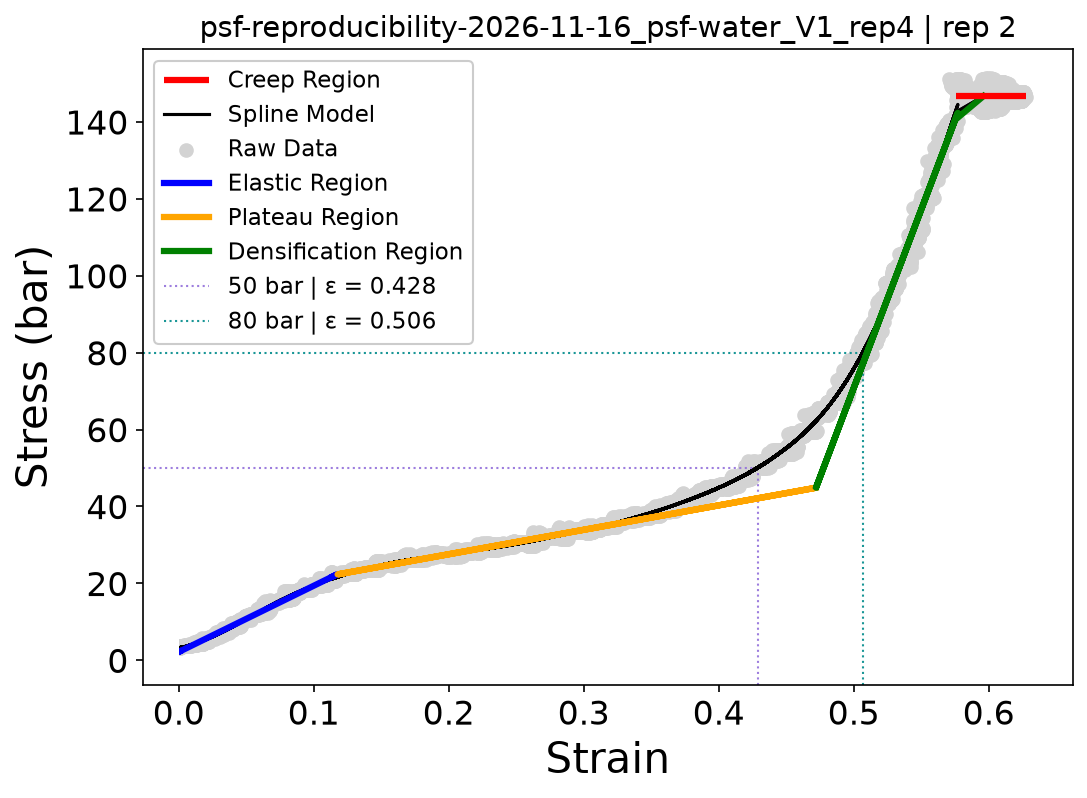 psf-reproducibility-2026-11-16_psf-water_V1_rep4 | rep 2
Creep Region
Spline Model
Raw Data
Elastic Region
Plateau Region
Densification Region
50 bar | ε = 0.428
80 bar | ε = 0.506
Stress (bar)
140
120
100
80
60
40
20
0
0.0 0.1 0.2 0.3 0.4 0.5 0.6
Strain